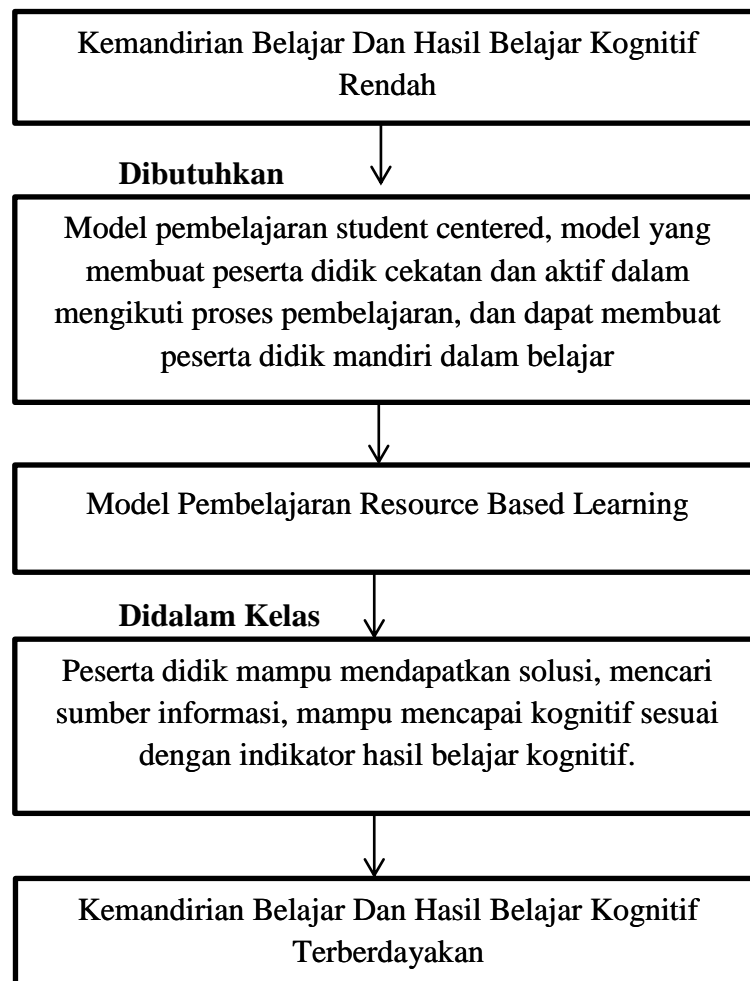 Kemandirian Belajar Dan Hasil Belajar Kognitif
Rendah
Dibutuhkan
Model pembelajaran student centered, model yang
membuat peserta didik cekatan dan aktif dalam
mengikuti proses pembelajaran, dan dapat membuat
peserta didik mandiri dalam belajar
Model Pembelajaran Resource Based Learning
Didalam Kelas
Peserta didik mampu mendapatkan solusi, mencari
sumber informasi, mampu mencapai kognitif sesuai
dengan indikator hasil belajar kognitif.
Kemandirian Belajar Dan Hasil Belajar Kognitif
Terberdayakan